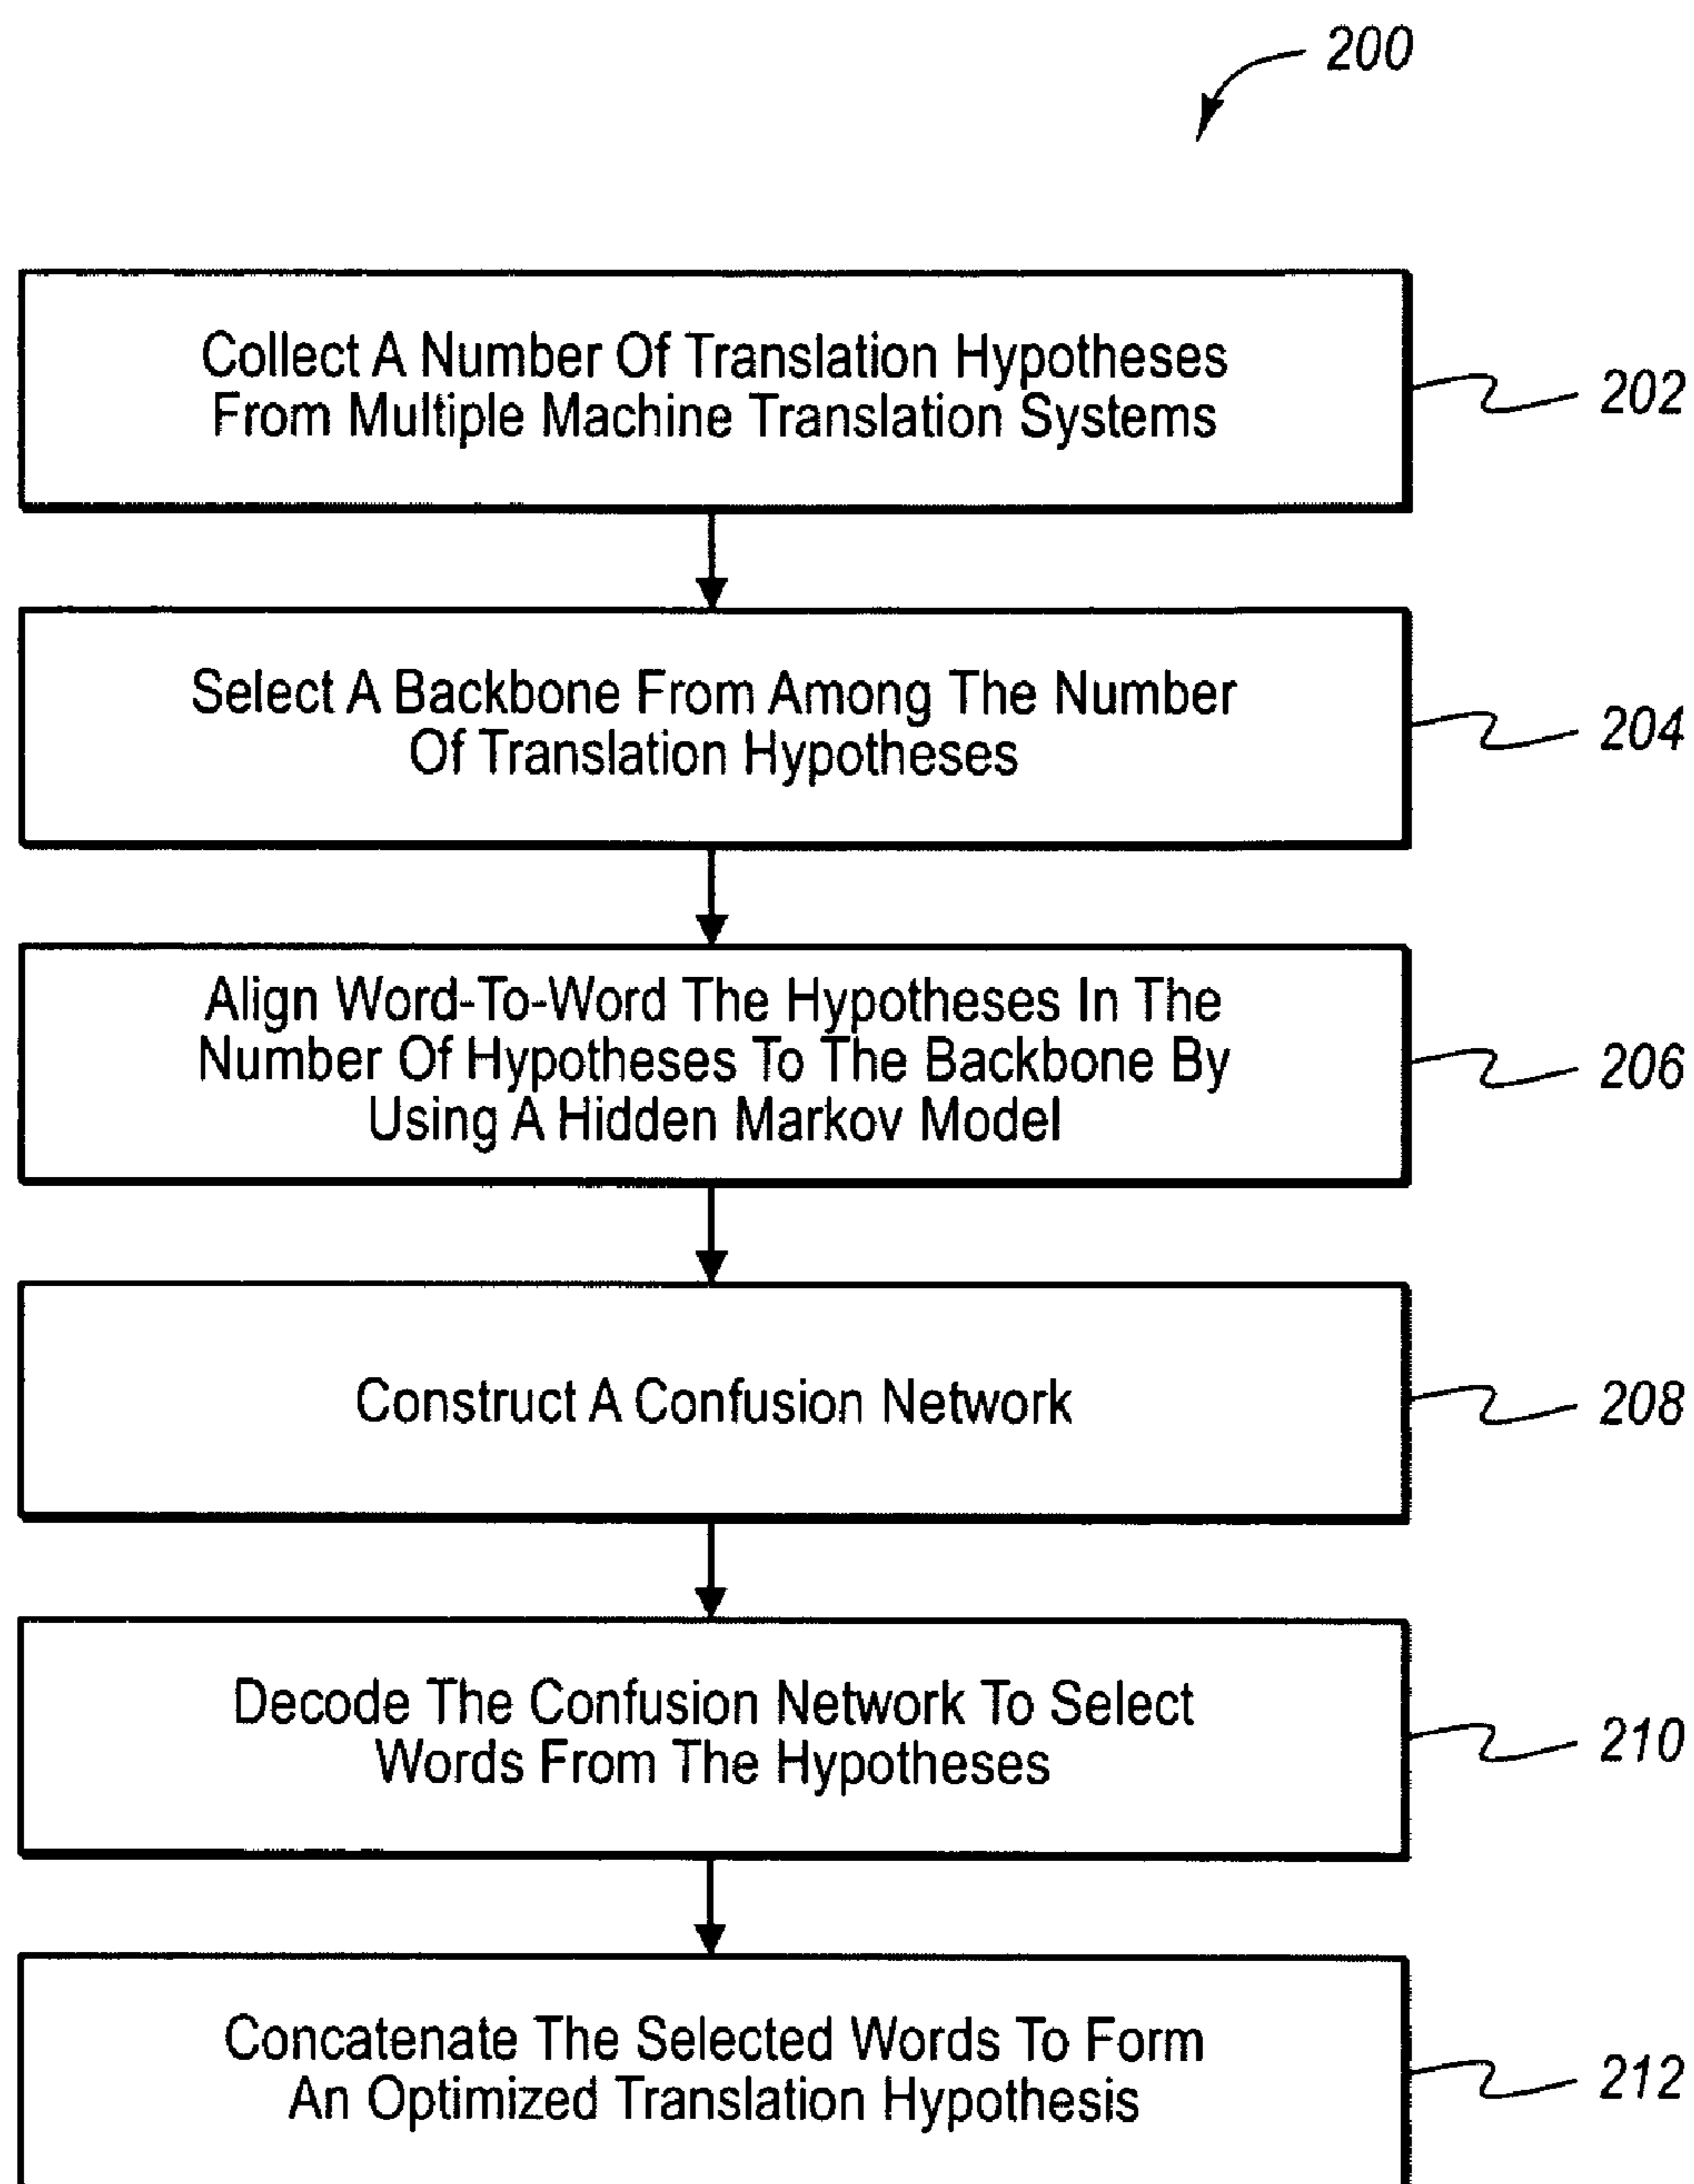 200
Collect A Number Of Translation Hypotheses
From Multiple Machine Translation Systems
202
Select A Backbone From Among The Number
Of Translation Hypotheses
204
Align Word-To-Word The Hypotheses In The
Number Of Hypotheses To The Backbone By
Using A Hidden Markov Model
206
Construct A Confusion Network
208
Decode The Confusion Network To Select
Words From The Hypotheses
210
Concatenate The Selected Words To Form
An Optimized Translation Hypothesis
212